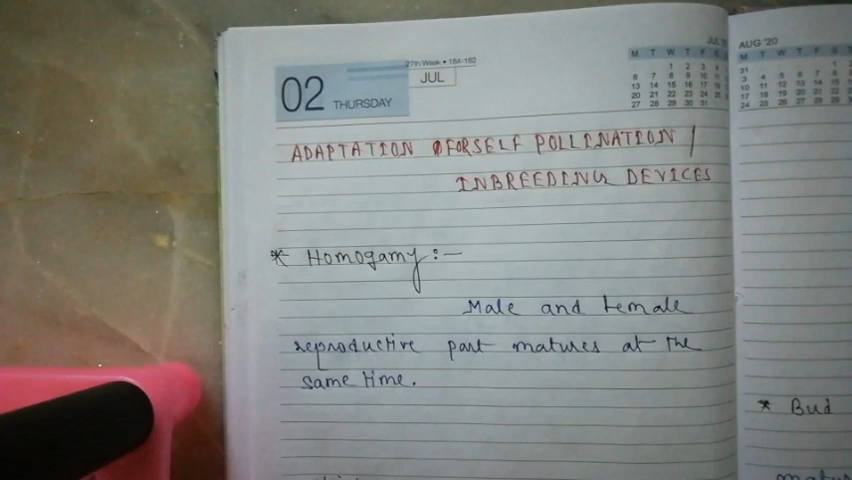 27th Week • 184-182
02 THURSDAY
JUL
ADAPTATION FORSELF POLLINATION /
INBREEDING DEVICES
* Homogamy:-
Male and female
reproductive part matures at the
same time.
AUG '20
* Bud